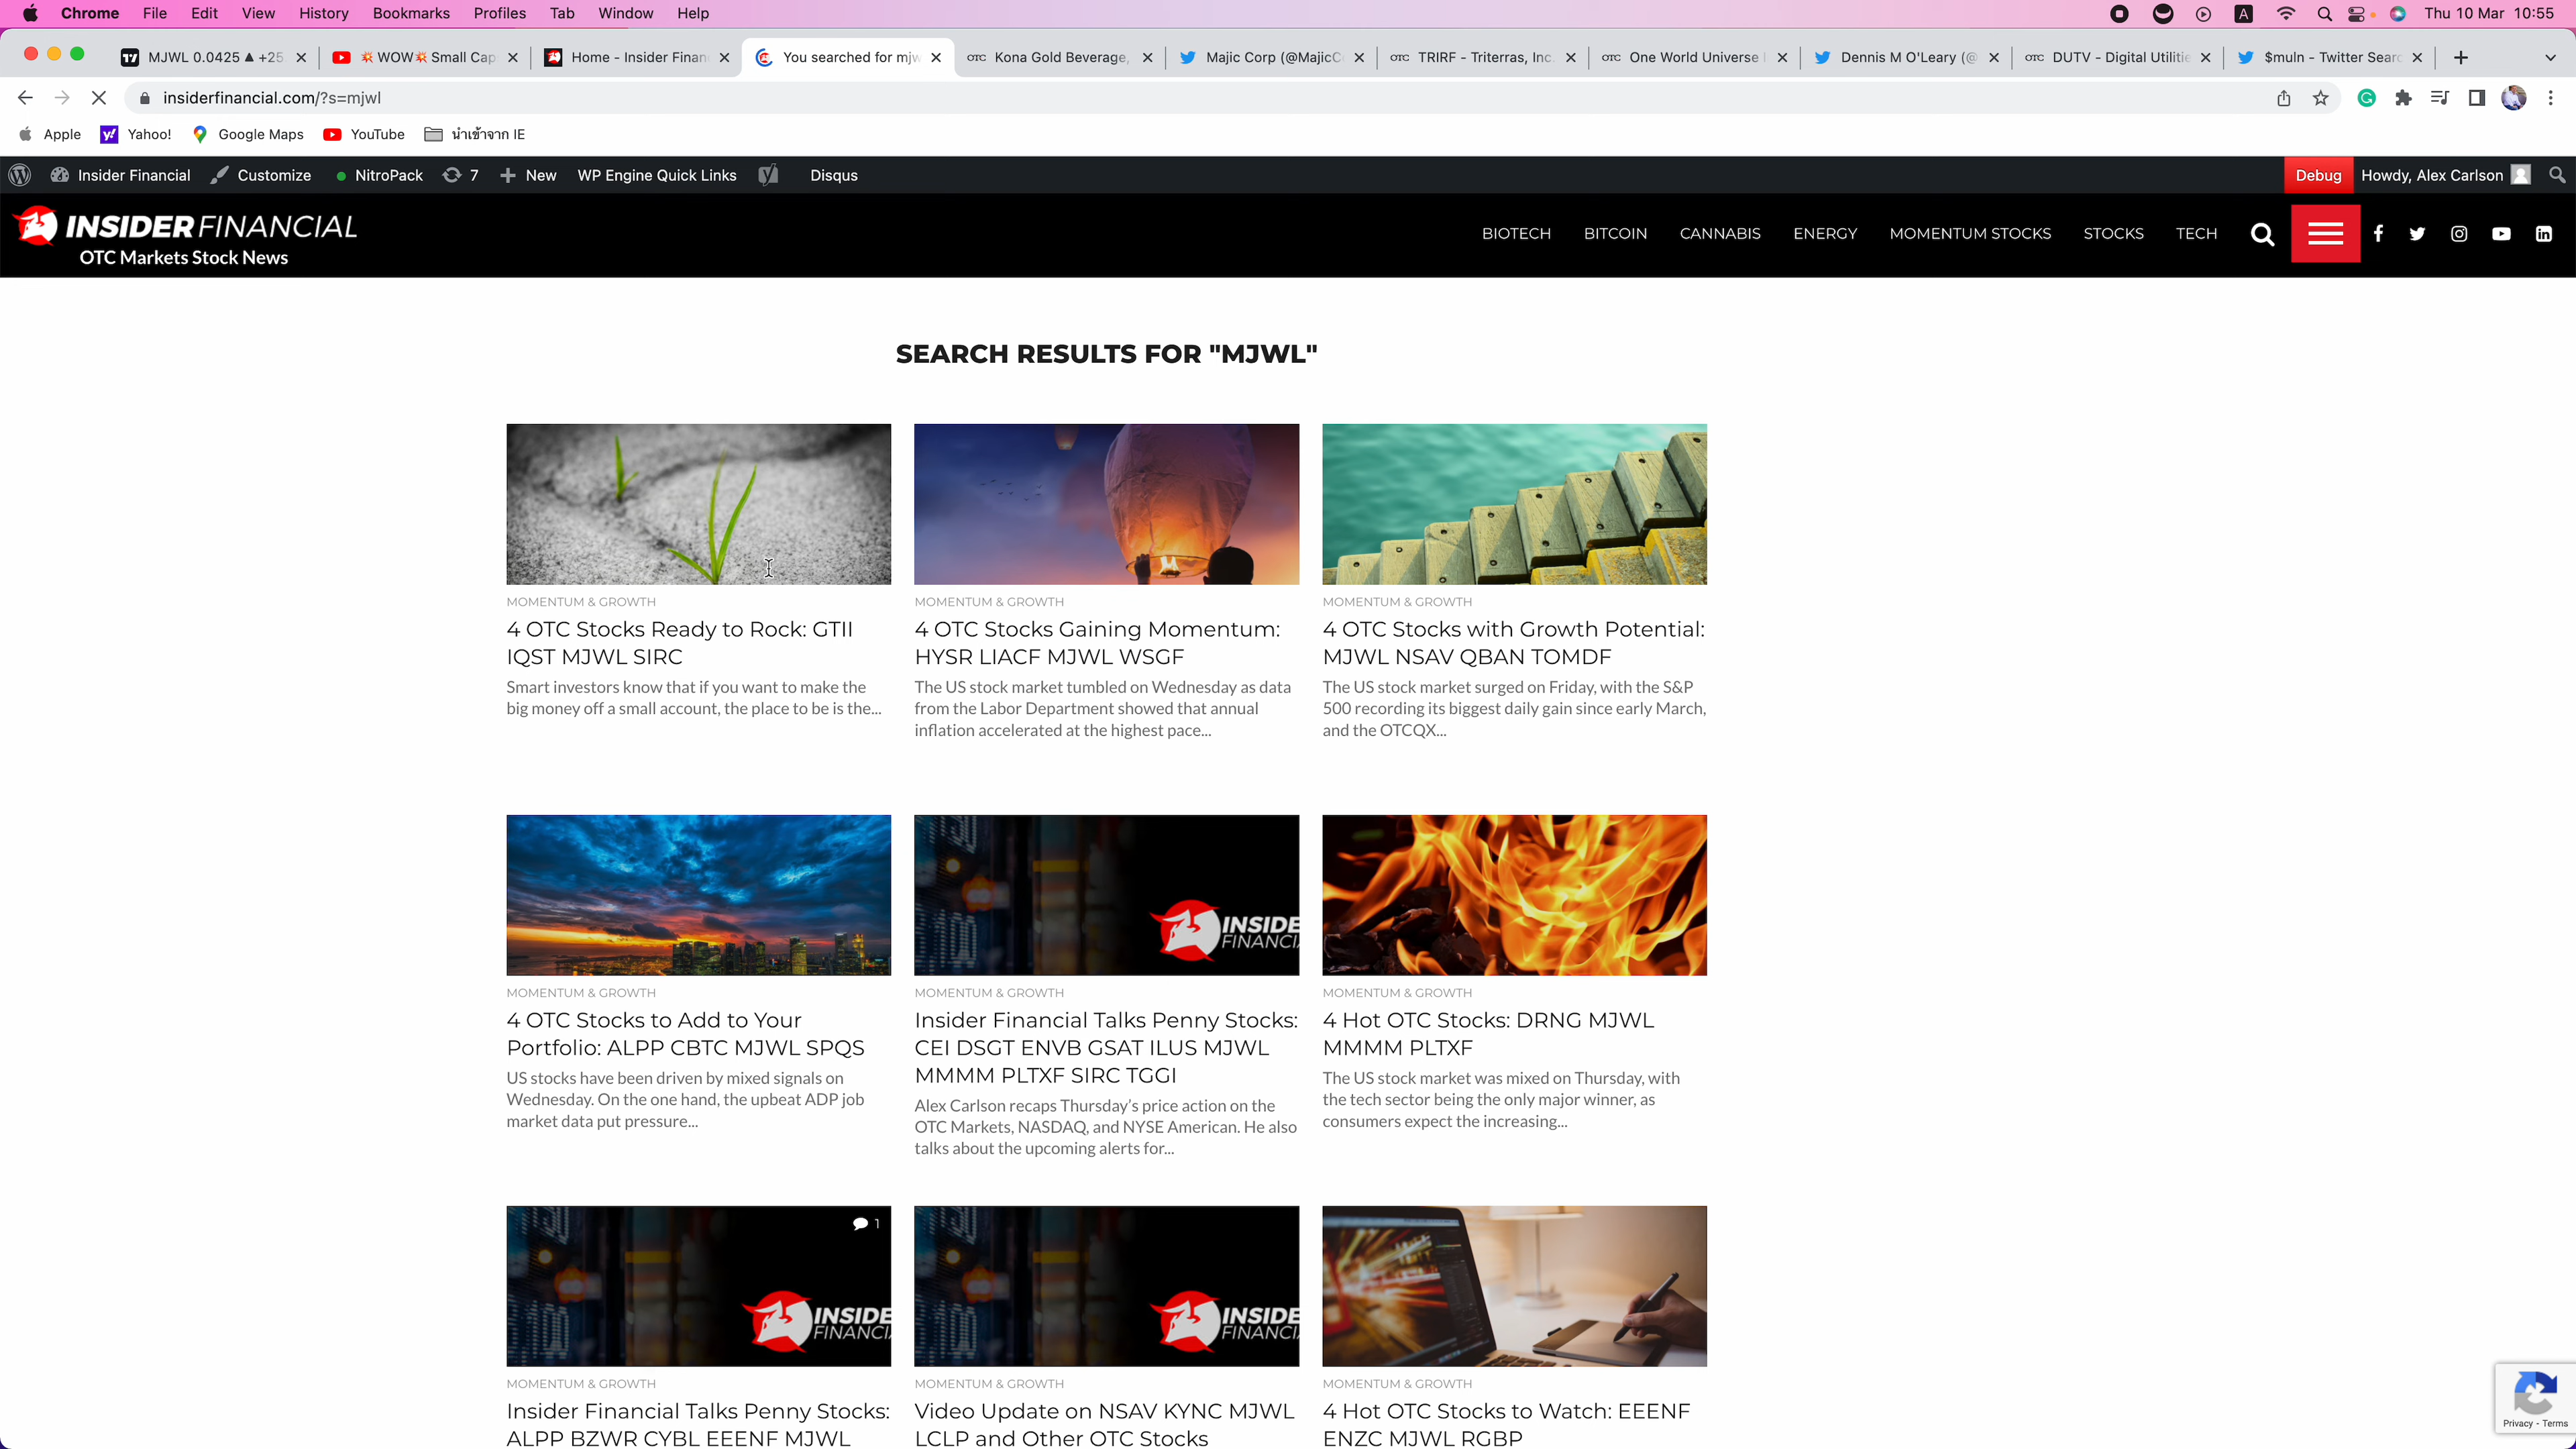 Chrome File Edit View History Bookmarks Profiles Tab Window Help
A Thu 10 Mar 10:55
MJWL 0.0425 ▲ +25 WOW Small Cap Home - Insider Finan You searched for mjw OTC Kona Gold Beverage, Majic Corp (@MajicC OTC TRIRF - Triterras, Inc. OTC One World Universe Dennis M O'Leary (@ OTC DUTV - Digital Utilitie $muln - Twitter Searc
insiderfinancial.com/?s=mjwl
Apple Yahoo! Google Maps YouTube นำเข้าจาก IE
Insider Financial Customize NitroPack 7 New WP Engine Quick Links Disqus Debug Howdy, Alex Carlson
INSIDER FINANCIAL
OTC Markets Stock News
BIOTECH BITCOIN CANNABIS ENERGY MOMENTUM STOCKS STOCKS TECH
SEARCH RESULTS FOR "MJWL"
MOMENTUM & GROWTH
4 OTC Stocks Ready to Rock: GTII
IQST MJWL SIRC
Smart investors know that if you want to make the
big money off a small account, the place to be is the...
MOMENTUM & GROWTH
4 OTC Stocks Gaining Momentum:
HYSR LIACF MJWL WSGF
The US stock market tumbled on Wednesday as data
from the Labor Department showed that annual
inflation accelerated at the highest pace...
MOMENTUM & GROWTH
4 OTC Stocks with Growth Potential:
MJWL NSAV QBAN TOMDF
The US stock market surged on Friday, with the S&P
500 recording its biggest daily gain since early March,
and the OTCQX...
MOMENTUM & GROWTH
4 OTC Stocks to Add to Your
Portfolio: ALPP CBTC MJWL SPQS
US stocks have been driven by mixed signals on
Wednesday. On the one hand, the upbeat ADP job
market data put pressure...
INSIDE
FINANCI
MOMENTUM & GROWTH
Insider Financial Talks Penny Stocks:
CEI DSGT ENVB GSAT ILUS MJWL
MMMM PLTXF SIRC TGGI
Alex Carlson recaps Thursday's price action on the
OTC Markets, NASDAQ, and NYSE American. He also
talks about the upcoming alerts for...
MOMENTUM & GROWTH
4 Hot OTC Stocks: DRNG MJWL
MMMM PLTXF
The US stock market was mixed on Thursday, with
the tech sector being the only major winner, as
consumers expect the increasing...
1
INSIDE
FINANCI
MOMENTUM & GROWTH
Insider Financial Talks Penny Stocks:
ALPP BZWR CYBL EEENF MJWL
INSIDE
FINANCI
MOMENTUM & GROWTH
Video Update on NSAV KYNC MJWL
LCLP and Other OTC Stocks
MOMENTUM & GROWTH
4 Hot OTC Stocks to Watch: EEENF
ENZC MJWL RGBP
Privacy - Terms